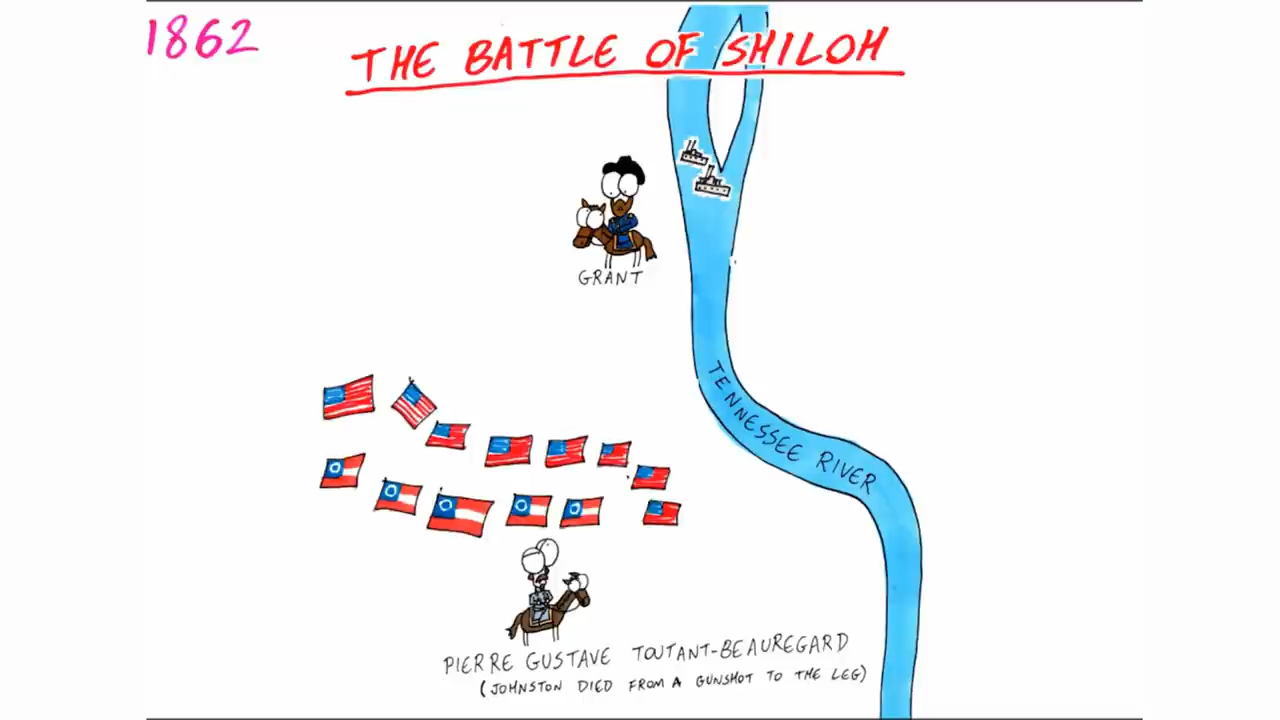 1862
THE BATTLE OF SHILOH
GRANT
TENNESSEE RIVER
PIERRE GUSTAVE TOUTANT-BEAUREGARD
(JOHNSTON DIED FROM A GUNSHOT TO THE LEG)